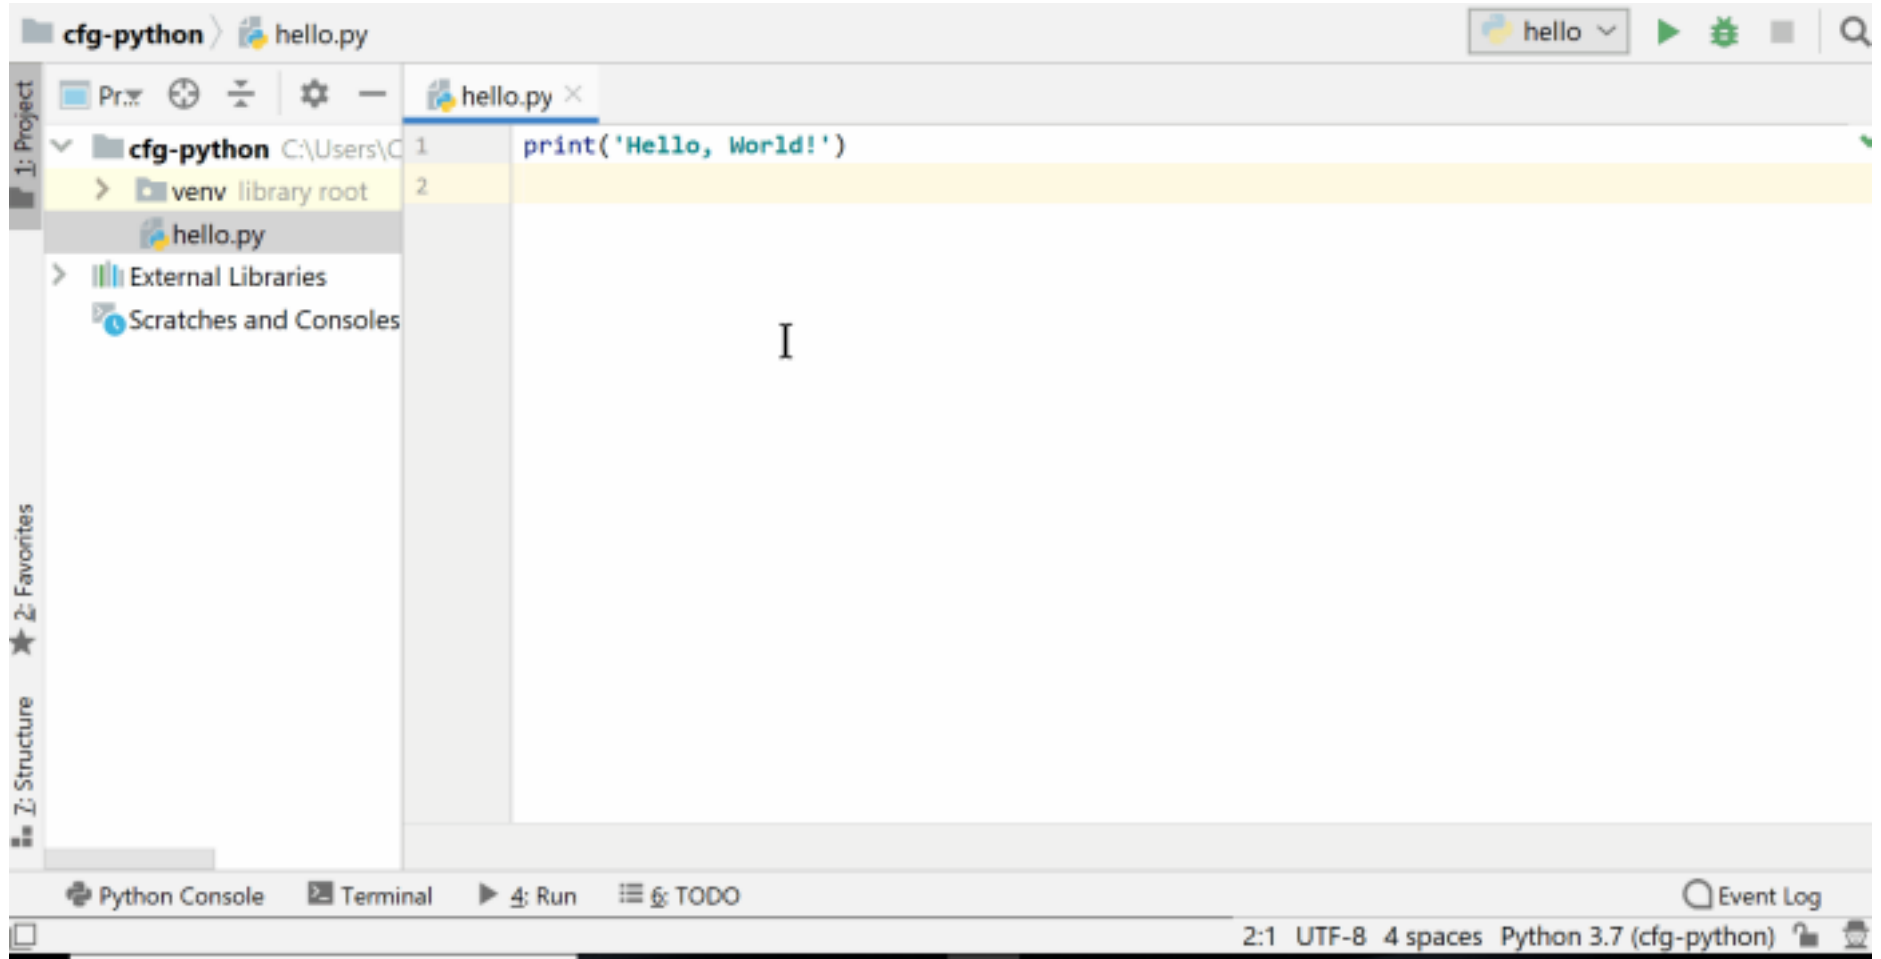 cfg-python hello.py
hello
1: Project
Pr...
hello.py
cfg-python C:\Users\C
venv library root
hello.py
External Libraries
Scratches and Consoles
1 print('Hello, World!')
2
2: Favorites
7: Structure
Python Console Terminal 4: Run 6: TODO Event Log
2:1 UTF-8 4 spaces Python 3.7 (cfg-python)